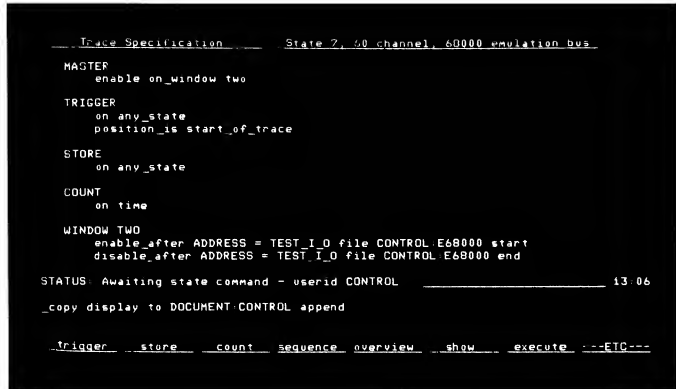 Trace Specification State 2, 60 channel, 68000 emulation bus
MASTER
enable on_window two
TRIGGER
on any_state
position_is start_of_trace
STORE
on any_state
COUNT
on time
WINDOW TWO
enable_after ADDRESS = TEST_I_O file CONTROL:E68000 start
disable_after ADDRESS = TEST_I_O file CONTROL:E68000 end
STATUS: Awaiting state command - userid CONTROL 13:06
_copy display to DOCUMENT:CONTROL append
trigger store count sequence overview show execute ---ETC---